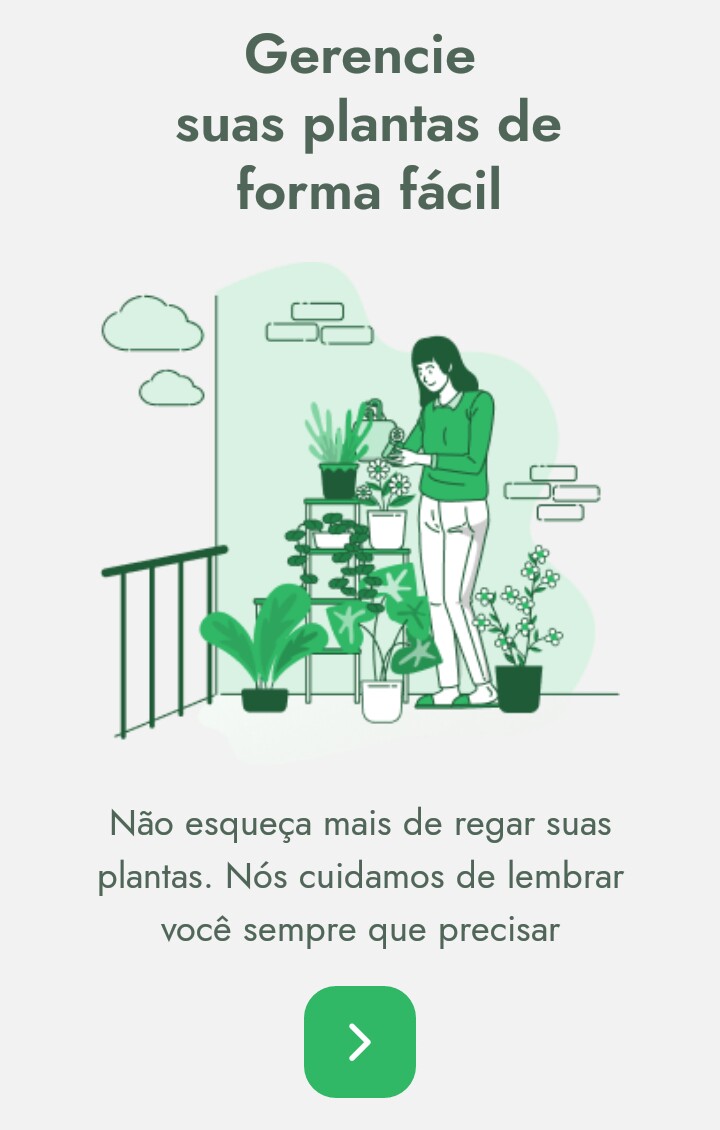 Gerencie
suas plantas de
forma fácil
Não esqueça mais de regar suas
plantas. Nós cuidamos de lembrar
você sempre que precisar